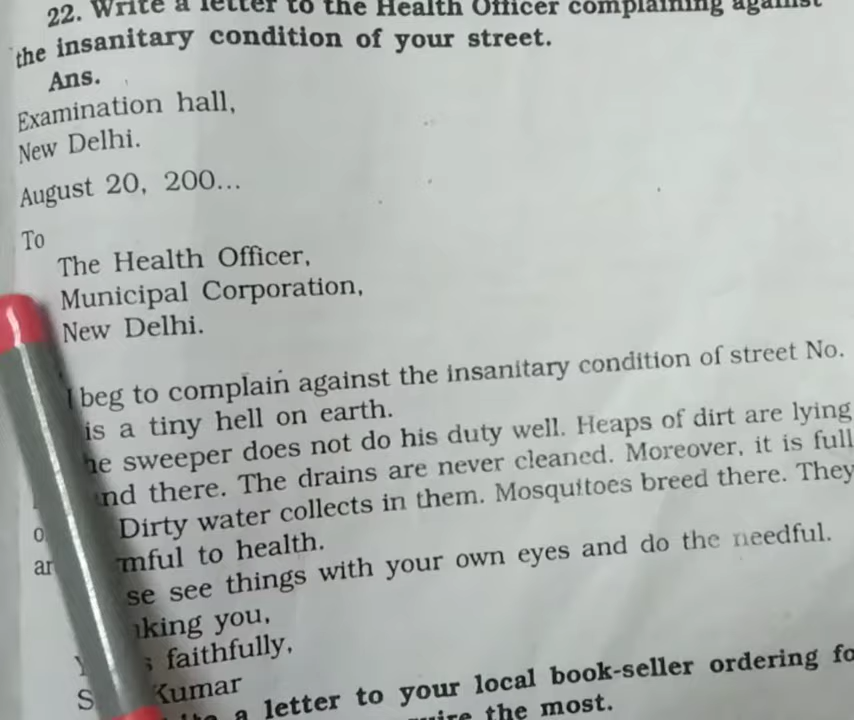 22. Write a letter to the Health Officer complaining against
the insanitary condition of your street.
Ans.
Examination hall,
New Delhi.
August 20, 200...
To
The Health Officer,
Municipal Corporation,
New Delhi.
I beg to complain against the insanitary condition of street No.
is a tiny hell on earth.
he sweeper does not do his duty well. Heaps of dirt are lying
nd there. The drains are never cleaned. Moreover, it is full
o Dirty water collects in them. Mosquitoes breed there. They
ar mful to health.
se see things with your own eyes and do the needful.
king you,
Y s faithfully,
S Kumar
a letter to your local book-seller ordering fo
the most.